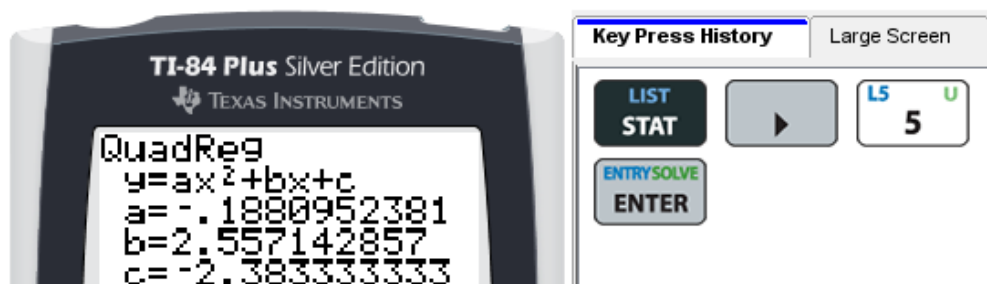 TI-84 Plus Silver Edition
TEXAS INSTRUMENTS
QuadReg
y=ax²+bx+c
a=-.1880952381
b=2.557142857
c=-2.383333333
Key Press History
Large Screen
LIST
STAT
L5 U
5
ENTRY SOLVE
ENTER